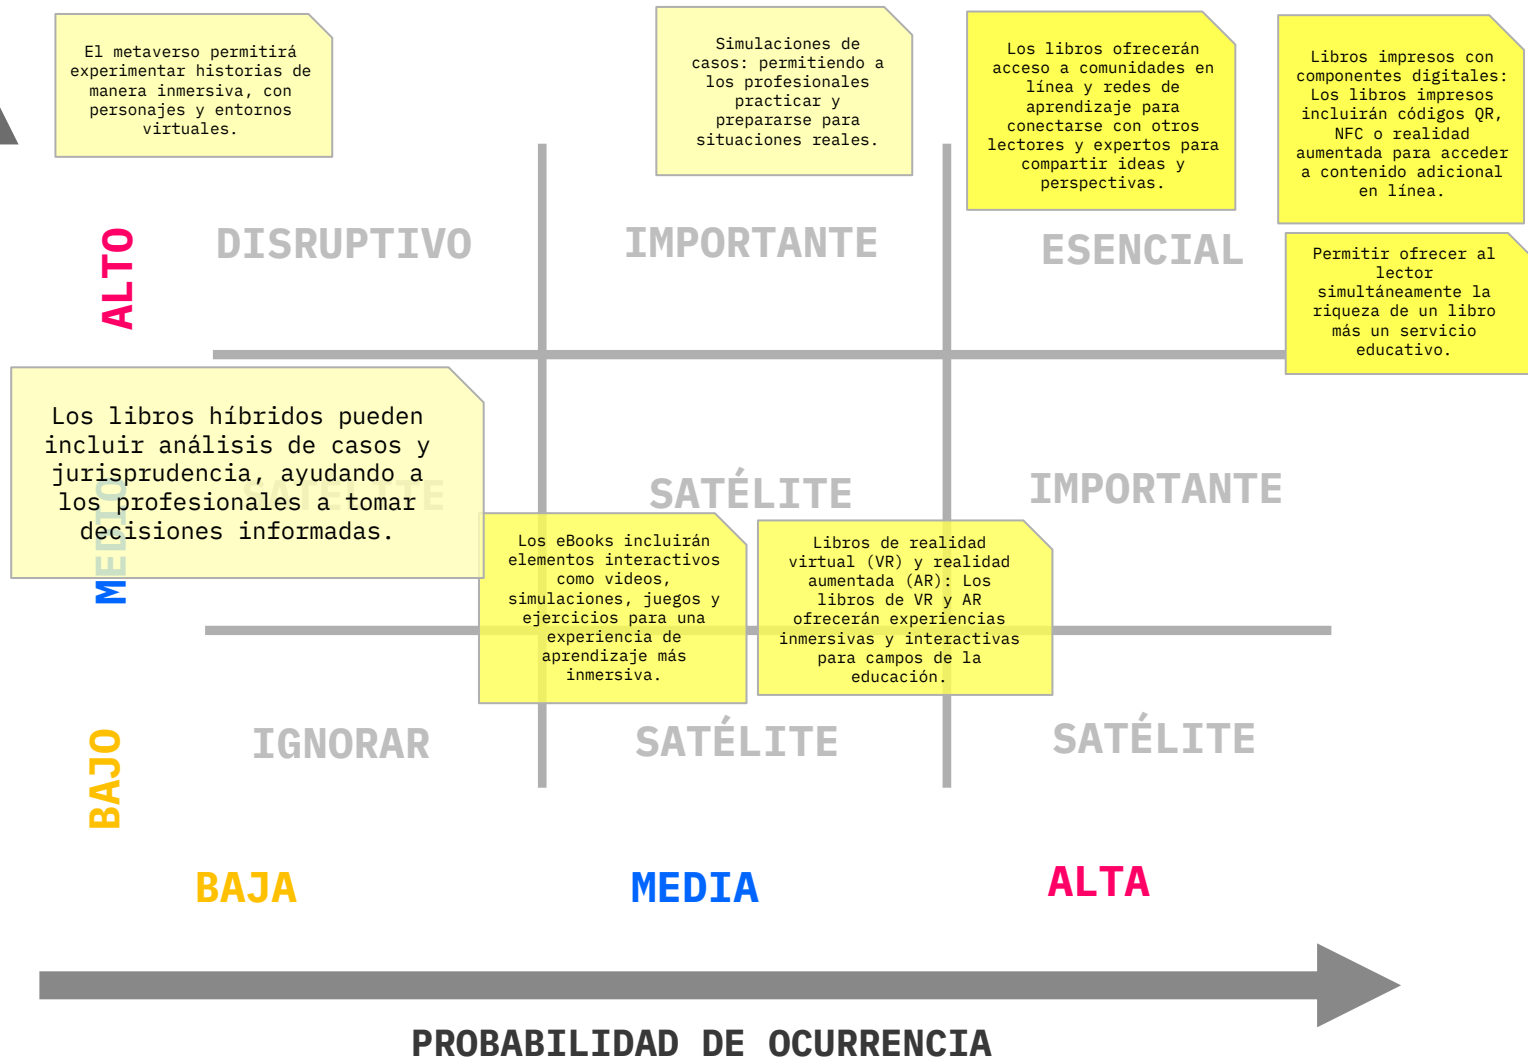 El metaverso permitirá
experimentar historias de
manera inmersiva, con
personajes y entornos
virtuales.
Simulaciones de
casos: permitiendo a
los profesionales
practicar y
prepararse para
situaciones reales.
Los libros ofrecerán
acceso a comunidades en
línea y redes de
aprendizaje para
conectarse con otros
lectores y expertos para
compartir ideas y
perspectivas.
Libros impresos con
componentes digitales:
Los libros impresos
incluirán códigos QR,
NFC o realidad
aumentada para acceder
a contenido adicional
en línea.
ALTO
DISRUPTIVO
IMPORTANTE
ESENCIAL
Permitir ofrecer al
lector
simultáneamente la
riqueza de un libro
más un servicio
educativo.
Los libros híbridos pueden
incluir análisis de casos y
jurisprudencia, ayudando a
los profesionales a tomar
decisiones informadas.
MEDIO
SATÉLITE
SATÉLITE
IMPORTANTE
Los eBooks incluirán
elementos interactivos
como videos,
simulaciones, juegos y
ejercicios para una
experiencia de
aprendizaje más
inmersiva.
Libros de realidad
virtual (VR) y realidad
aumentada (AR): Los
libros de VR y AR
ofrecerán experiencias
inmersivas y interactivas
para campos de la
educación.
BAJO
IGNORAR
SATÉLITE
SATÉLITE
BAJA
MEDIA
ALTA
PROBABILIDAD DE OCURRENCIA